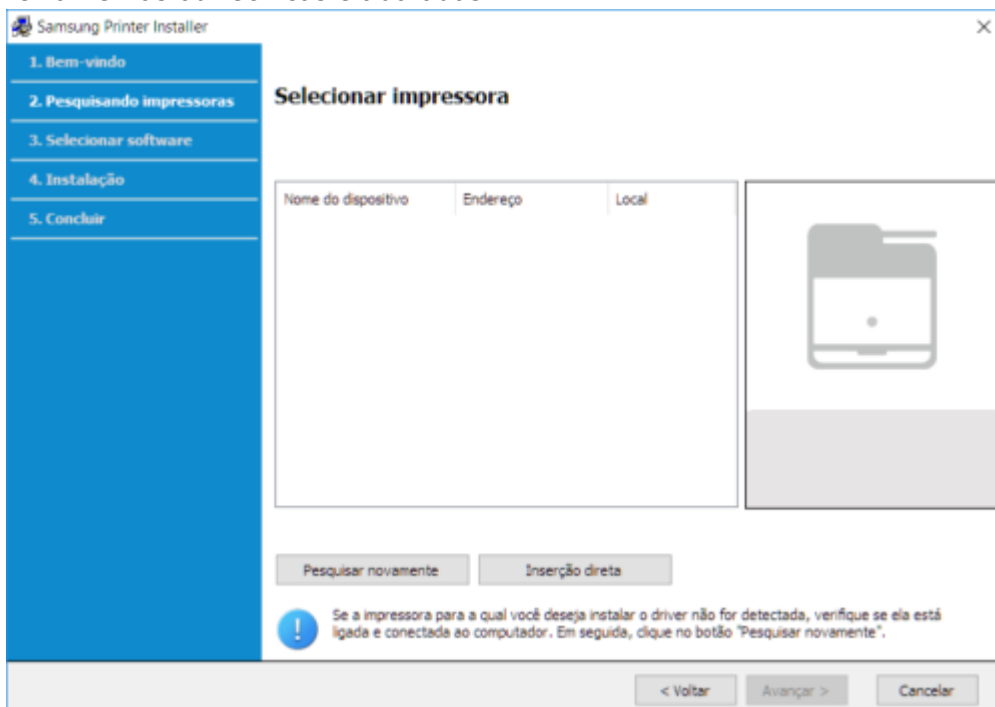 Samsung Printer Installer
1. Bem-vindo
2. Pesquisando impressoras
3. Selecionar software
4. Instalação
5. Concluir
Selecionar impressora
Nome do dispositivo Endereço Local
Pesquisar novamente Inserção direta
Se a impressora para a qual você deseja instalar o driver não for detectada, verifique se ela está
ligada e conectada ao computador. Em seguida, clique no botão "Pesquisar novamente".
< Voltar Avançar > Cancelar